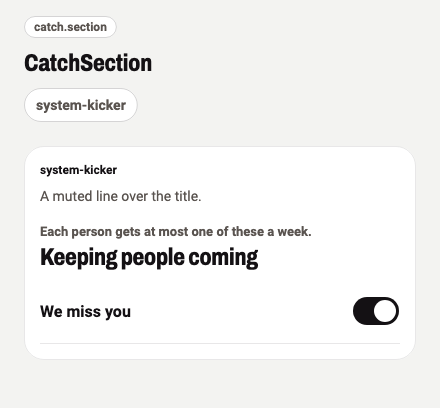 catch.section
CatchSection
system-kicker
system-kicker
A muted line over the title.
Each person gets at most one of these a week.
Keeping people coming
We miss you